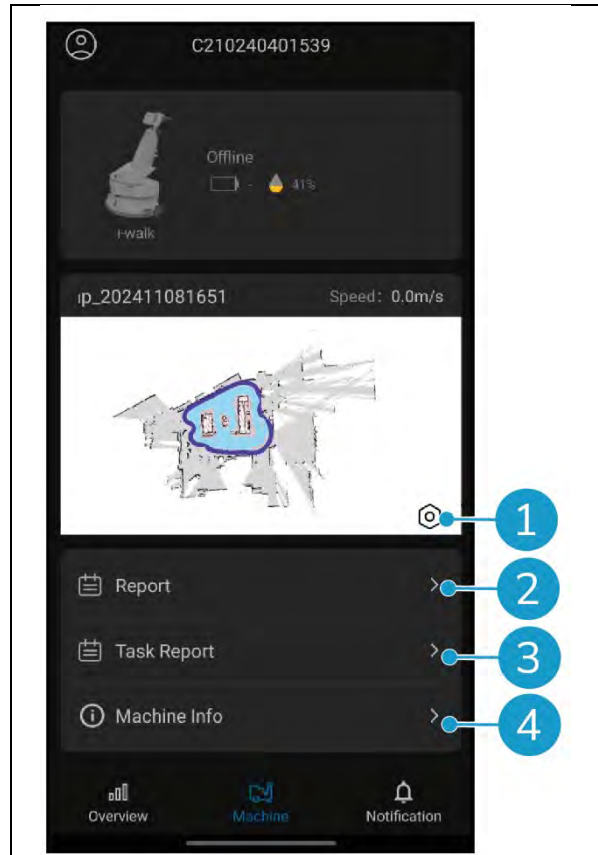 C210240401539
Offline
- 41%
i-walk
ıp_202411081651 Speed: 0.0m/s
1
Report 2
Task Report 3
Machine Info 4
Overview Machine Notification